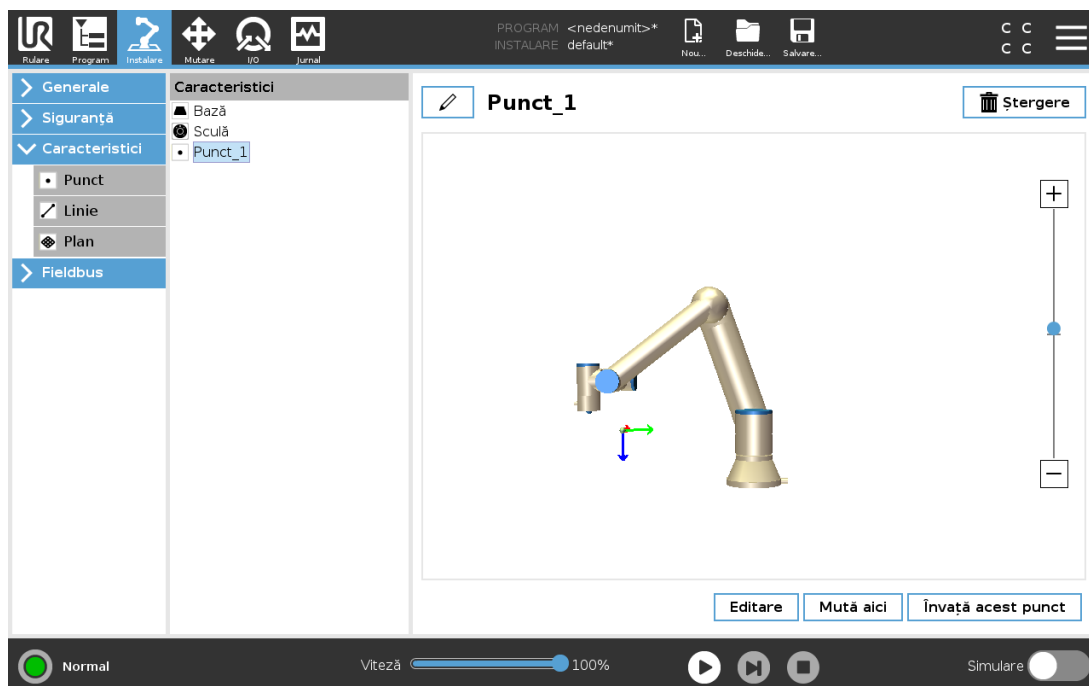 UR
Rulare
Program
Instalare
Mutare
I/O
Jurnal
PROGRAM <nedenumit>*
INSTALARE default*
Nou...
Deschide...
Salvare...
C C
C C
Generale
Siguranță
Caracteristici
Punct
Linie
Plan
Fieldbus
Caracteristici
Bază
Sculă
Punct_1
Punct_1
Ștergere
Editare
Mută aici
Învață acest punct
Normal
Viteză
100%
Simulare